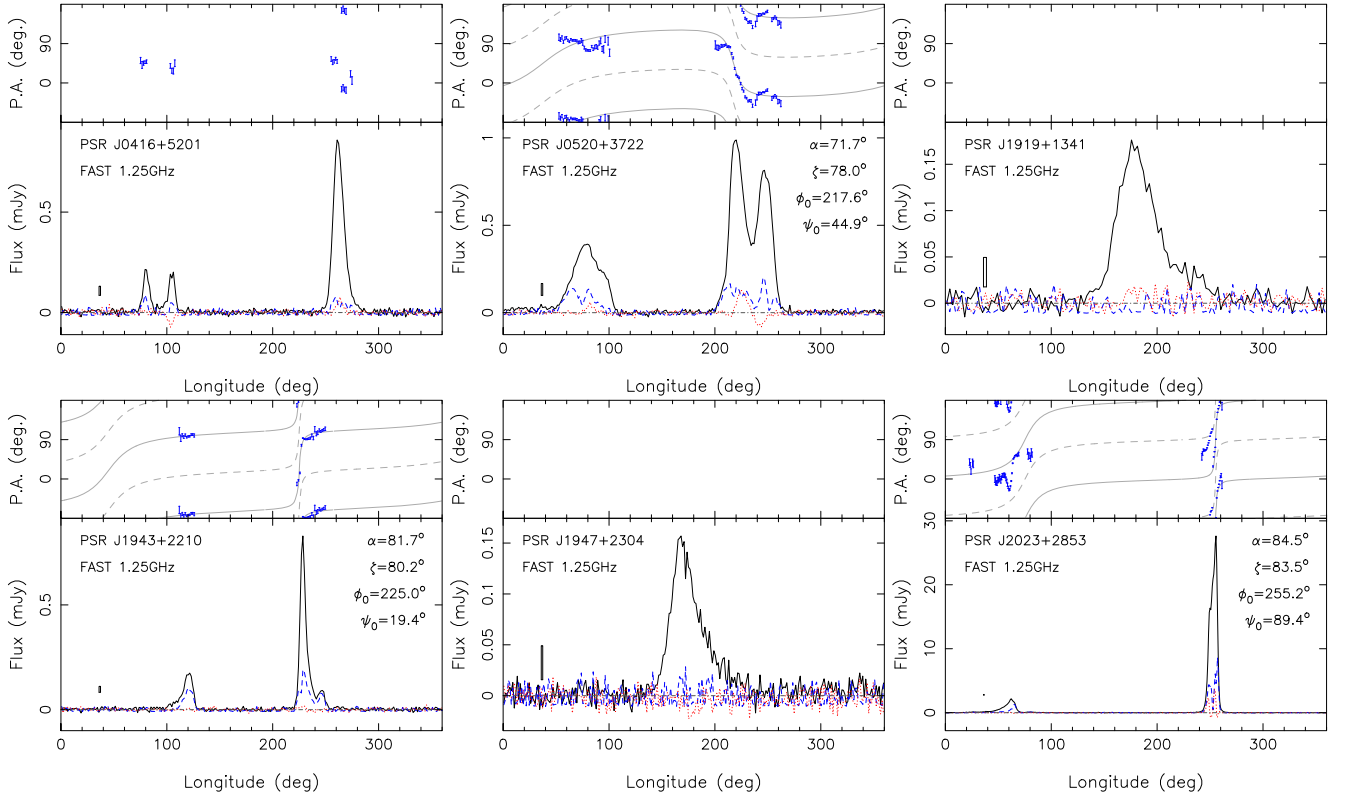 P.A. (deg.)
90
0
PSR J0416+5201
FAST 1.25GHz
Flux (mJy)
0.5
0
0 100 200 300
Longitude (deg)
P.A. (deg.)
90
0
PSR J0520+3722
FAST 1.25GHz
α=71.7°
ζ=78.0°
ϕ₀=217.6°
ψ₀=44.9°
Flux (mJy)
1
0.5
0
0 100 200 300
Longitude (deg)
P.A. (deg.)
90
0
PSR J1919+1341
FAST 1.25GHz
Flux (mJy)
0.15
0.1
0.05
0
0 100 200 300
Longitude (deg)
P.A. (deg.)
90
0
PSR J1943+2210
FAST 1.25GHz
α=81.7°
ζ=80.2°
ϕ₀=225.0°
ψ₀=19.4°
Flux (mJy)
0.5
0
0 100 200 300
Longitude (deg)
P.A. (deg.)
90
0
PSR J1947+2304
FAST 1.25GHz
Flux (mJy)
0.15
0.1
0.05
0
0 100 200 300
Longitude (deg)
P.A. (deg.)
90
0
PSR J2023+2853
FAST 1.25GHz
α=84.5°
ζ=83.5°
ϕ₀=255.2°
ψ₀=89.4°
Flux (mJy)
30
20
10
0
0 100 200 300
Longitude (deg)